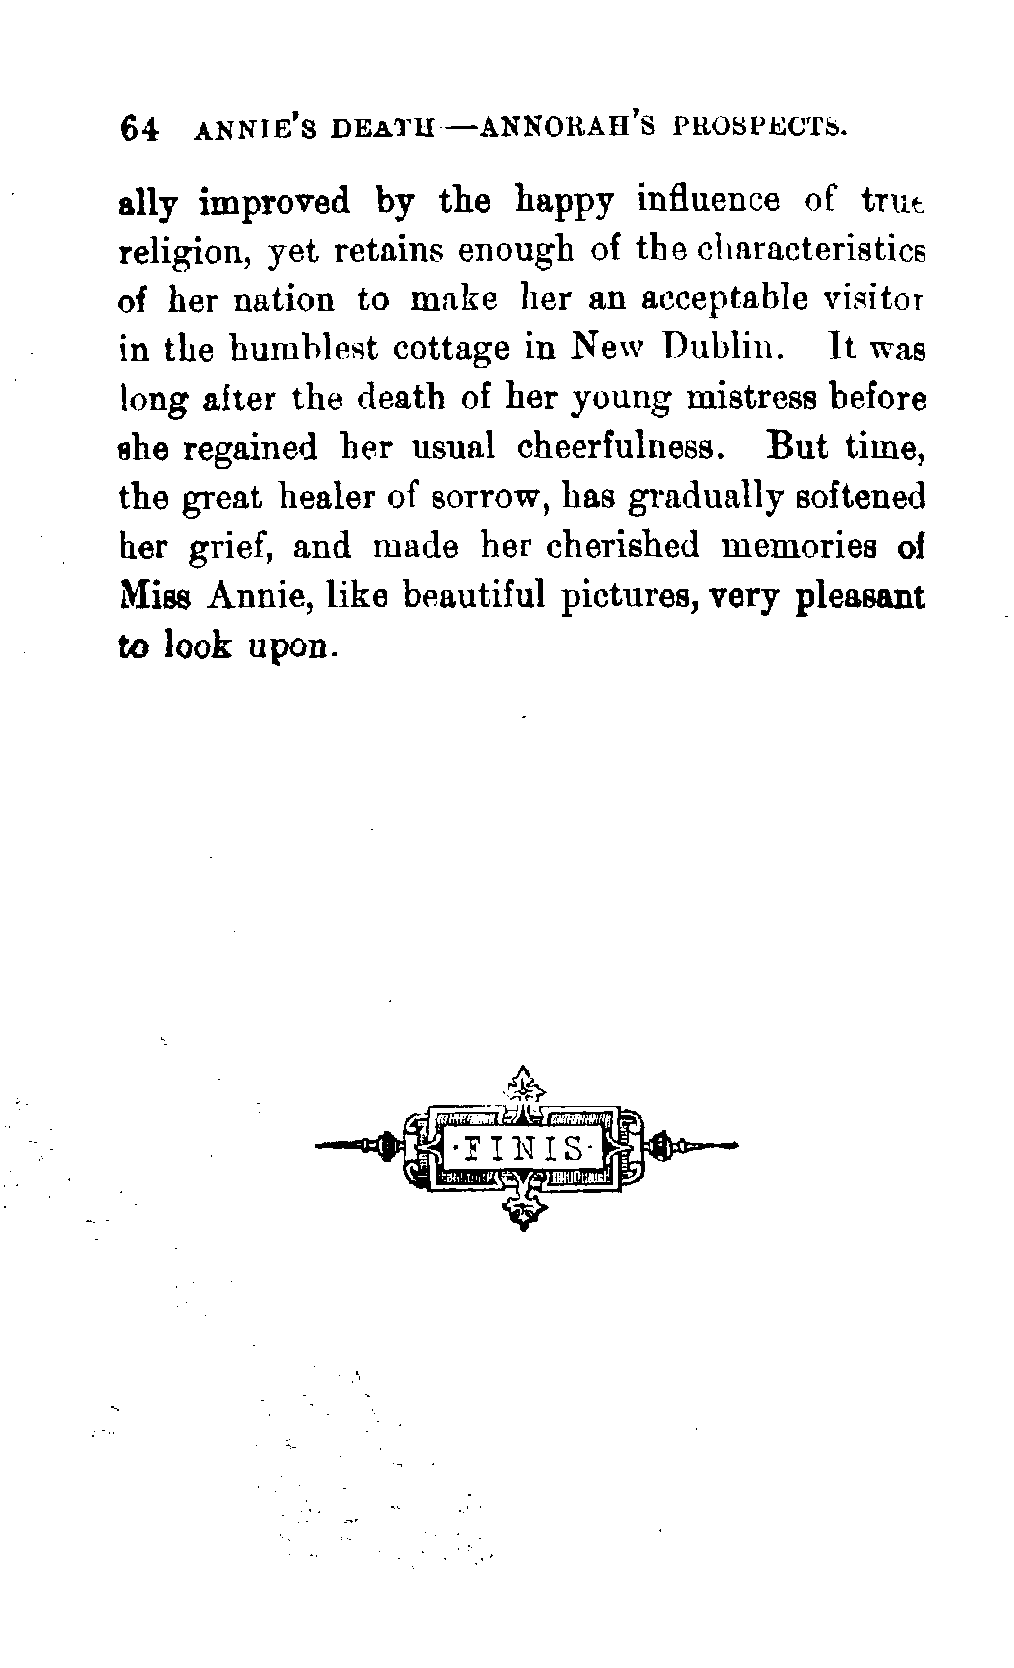 64 ANNIE'S DEATH—ANNORAH'S PROSPECTS.
ally improved by the happy influence of true
religion, yet retains enough of the characteristics
of her nation to make her an acceptable visitor
in the humblest cottage in New Dublin. It was
long after the death of her young mistress before
she regained her usual cheerfulness. But time,
the great healer of sorrow, has gradually softened
her grief, and made her cherished memories of
Miss Annie, like beautiful pictures, very pleasant
to look upon.
·FINIS·